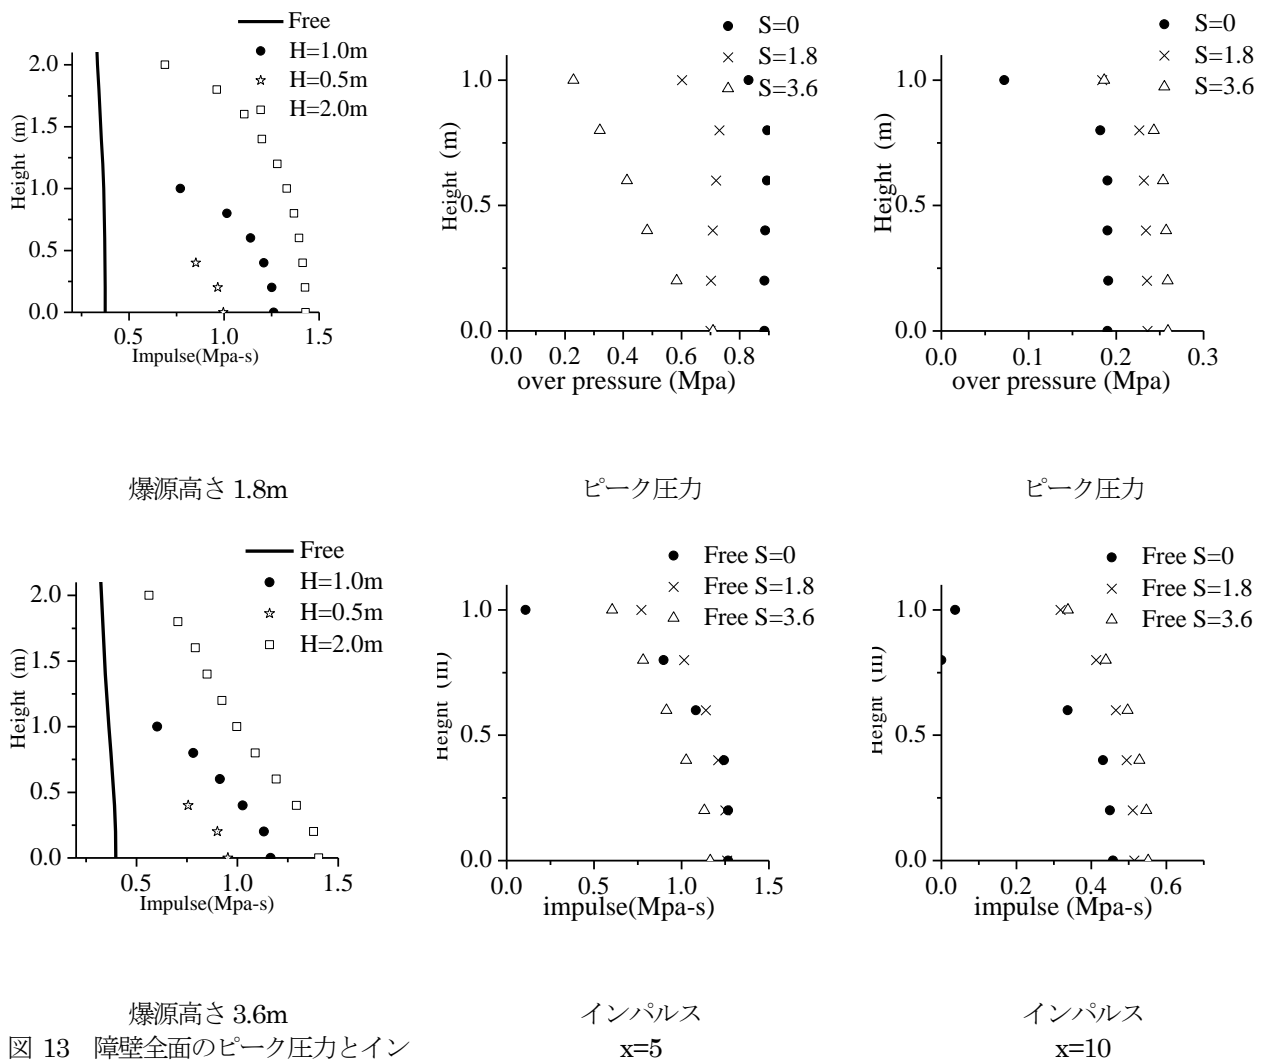 Free
H=1.0m
H=0.5m
H=2.0m
2.0
1.5
1.0
0.5
0.0
Height (m)
0.5 1.0 1.5
Impulse(Mpa-s)
爆源高さ 1.8m
S=0
S=1.8
S=3.6
1.0
0.5
0.0
Height (m)
0.0 0.2 0.4 0.6 0.8
over pressure (Mpa)
ピーク圧力
S=0
S=1.8
S=3.6
1.0
0.5
0.0
Height (m)
0.0 0.1 0.2 0.3
over pressure (Mpa)
ピーク圧力
Free
H=1.0m
H=0.5m
H=2.0m
2.0
1.5
1.0
0.5
0.0
Height (m)
0.5 1.0 1.5
Impulse(Mpa-s)
爆源高さ 3.6m
図 13 障壁全面のピーク圧力とイン
Free S=0
Free S=1.8
Free S=3.6
1.0
0.5
0.0
Height (m)
0.0 0.5 1.0 1.5
impulse(Mpa-s)
インパルス
x=5
Free S=0
Free S=1.8
Free S=3.6
1.0
0.5
0.0
Height (m)
0.0 0.2 0.4 0.6
impulse (Mpa-s)
インパルス
x=10